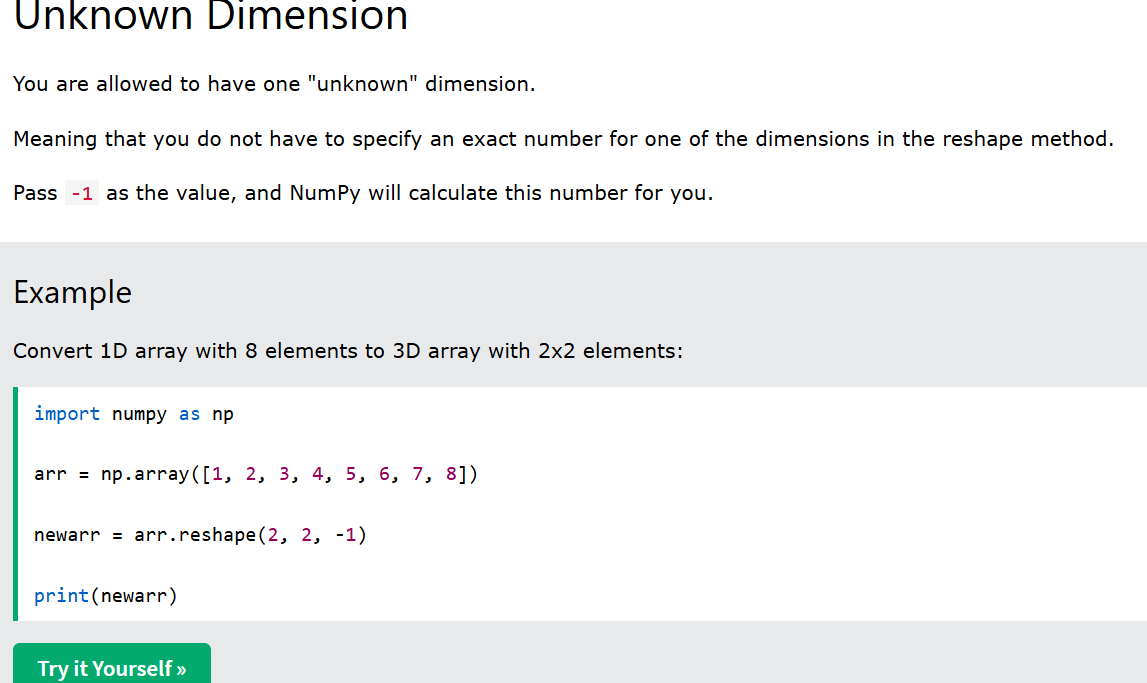 Unknown Dimension
You are allowed to have one "unknown" dimension.
Meaning that you do not have to specify an exact number for one of the dimensions in the reshape method.
Pass -1 as the value, and NumPy will calculate this number for you.
Example
Convert 1D array with 8 elements to 3D array with 2x2 elements:
import numpy as np
arr = np.array([1, 2, 3, 4, 5, 6, 7, 8])
newarr = arr.reshape(2, 2, -1)
print(newarr)
Try it Yourself »